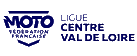 MOTO
FÉDÉRATION
FRANÇAISE
LIGUE
CENTRE
VAL DE LOIRE